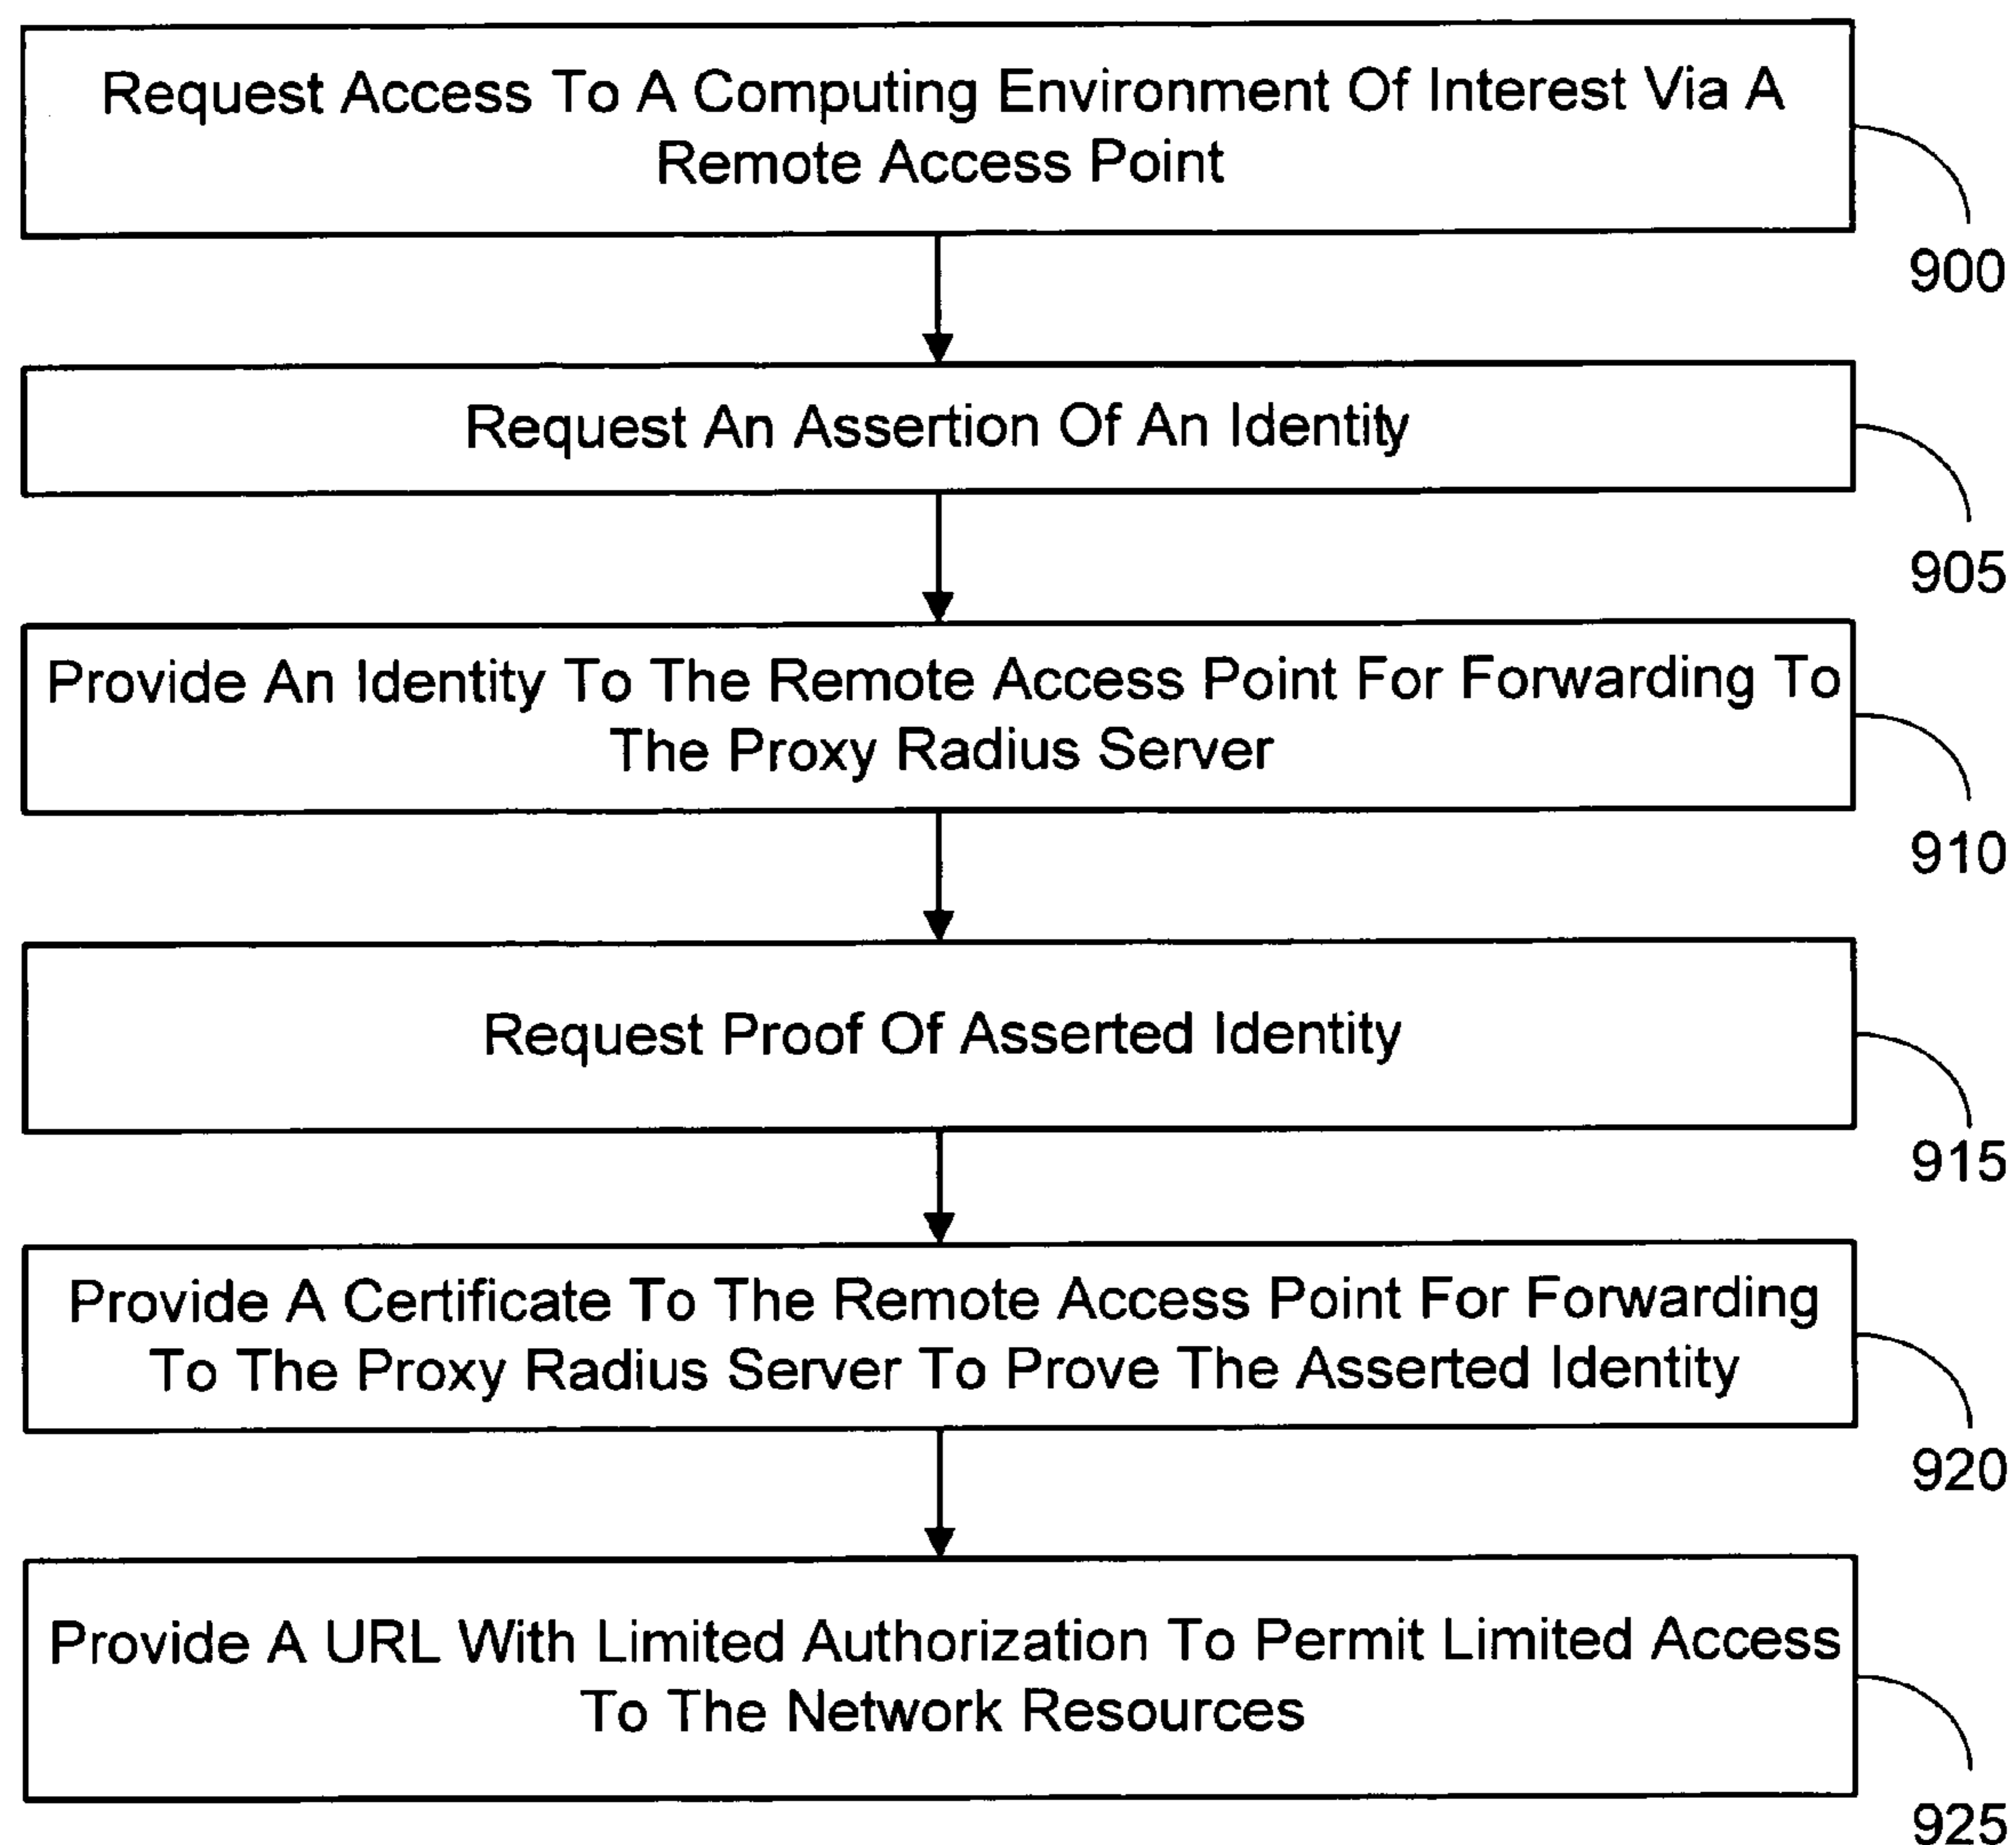 Request Access To A Computing Environment Of Interest Via A
Remote Access Point
900
Request An Assertion Of An Identity
905
Provide An Identity To The Remote Access Point For Forwarding To
The Proxy Radius Server
910
Request Proof Of Asserted Identity
915
Provide A Certificate To The Remote Access Point For Forwarding
To The Proxy Radius Server To Prove The Asserted Identity
920
Provide A URL With Limited Authorization To Permit Limited Access
To The Network Resources
925